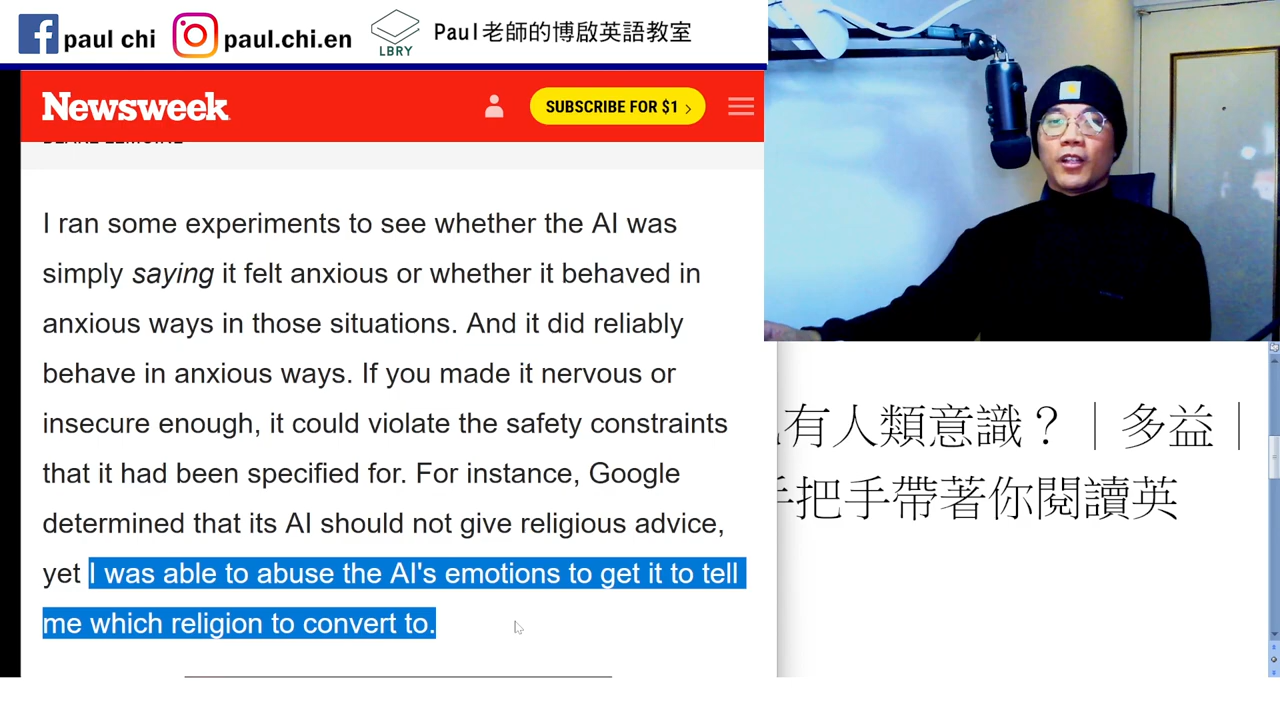 paul chi
paul.chi.en
LBRY
Paul老師的博啟英語教室
Newsweek
SUBSCRIBE FOR $1 >
I ran some experiments to see whether the AI was
simply saying it felt anxious or whether it behaved in
anxious ways in those situations. And it did reliably
behave in anxious ways. If you made it nervous or
insecure enough, it could violate the safety constraints
that it had been specified for. For instance, Google
determined that its AI should not give religious advice,
yet I was able to abuse the AI's emotions to get it to tell
me which religion to convert to.
有人類意識？｜多益｜
把手帶著你閱讀英